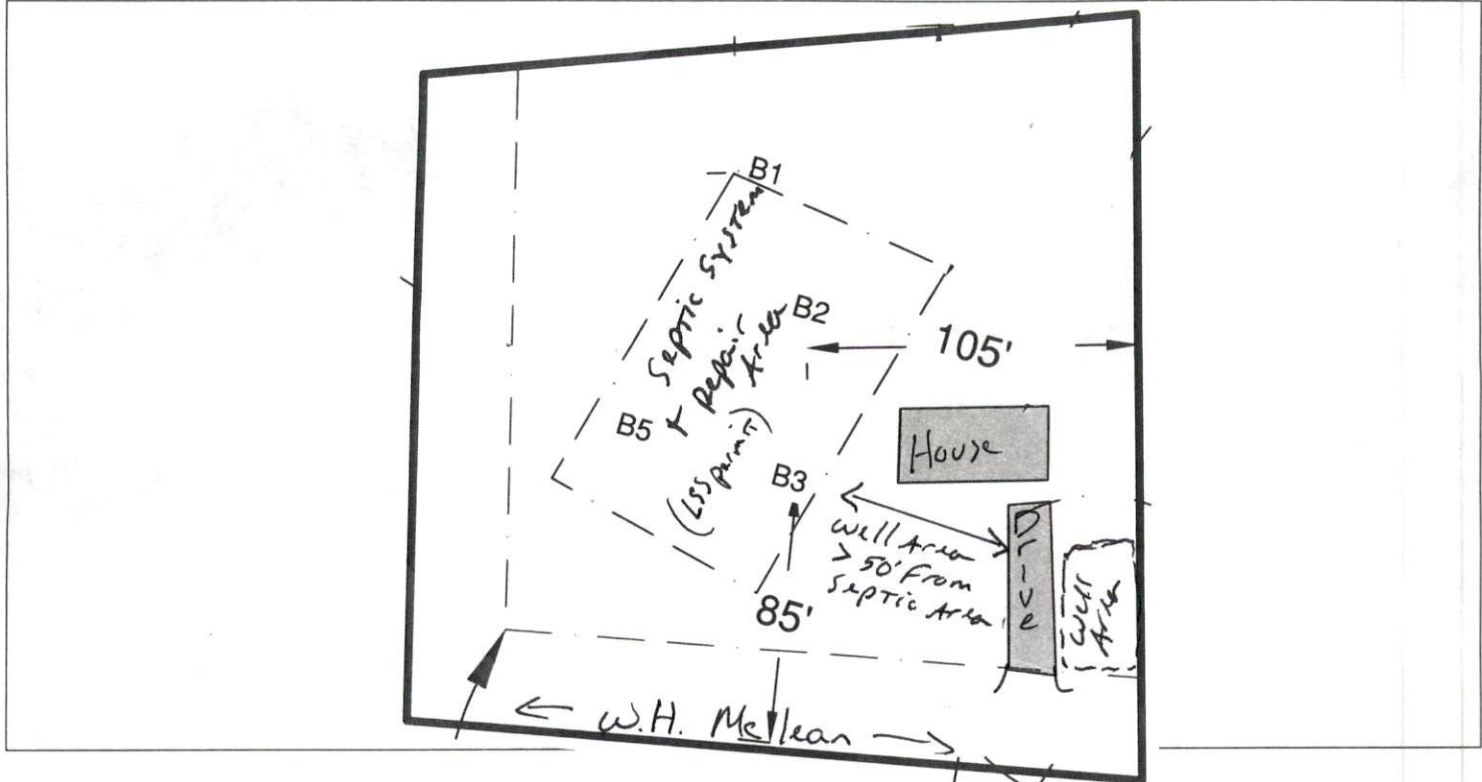 B1
Septic System
& Repair
Area
(LSS permit)
B2
105'
B5
B3
House
Well Area
> 50' From
Septic Area
Drive
Well
Area
85'
W.H. McLean